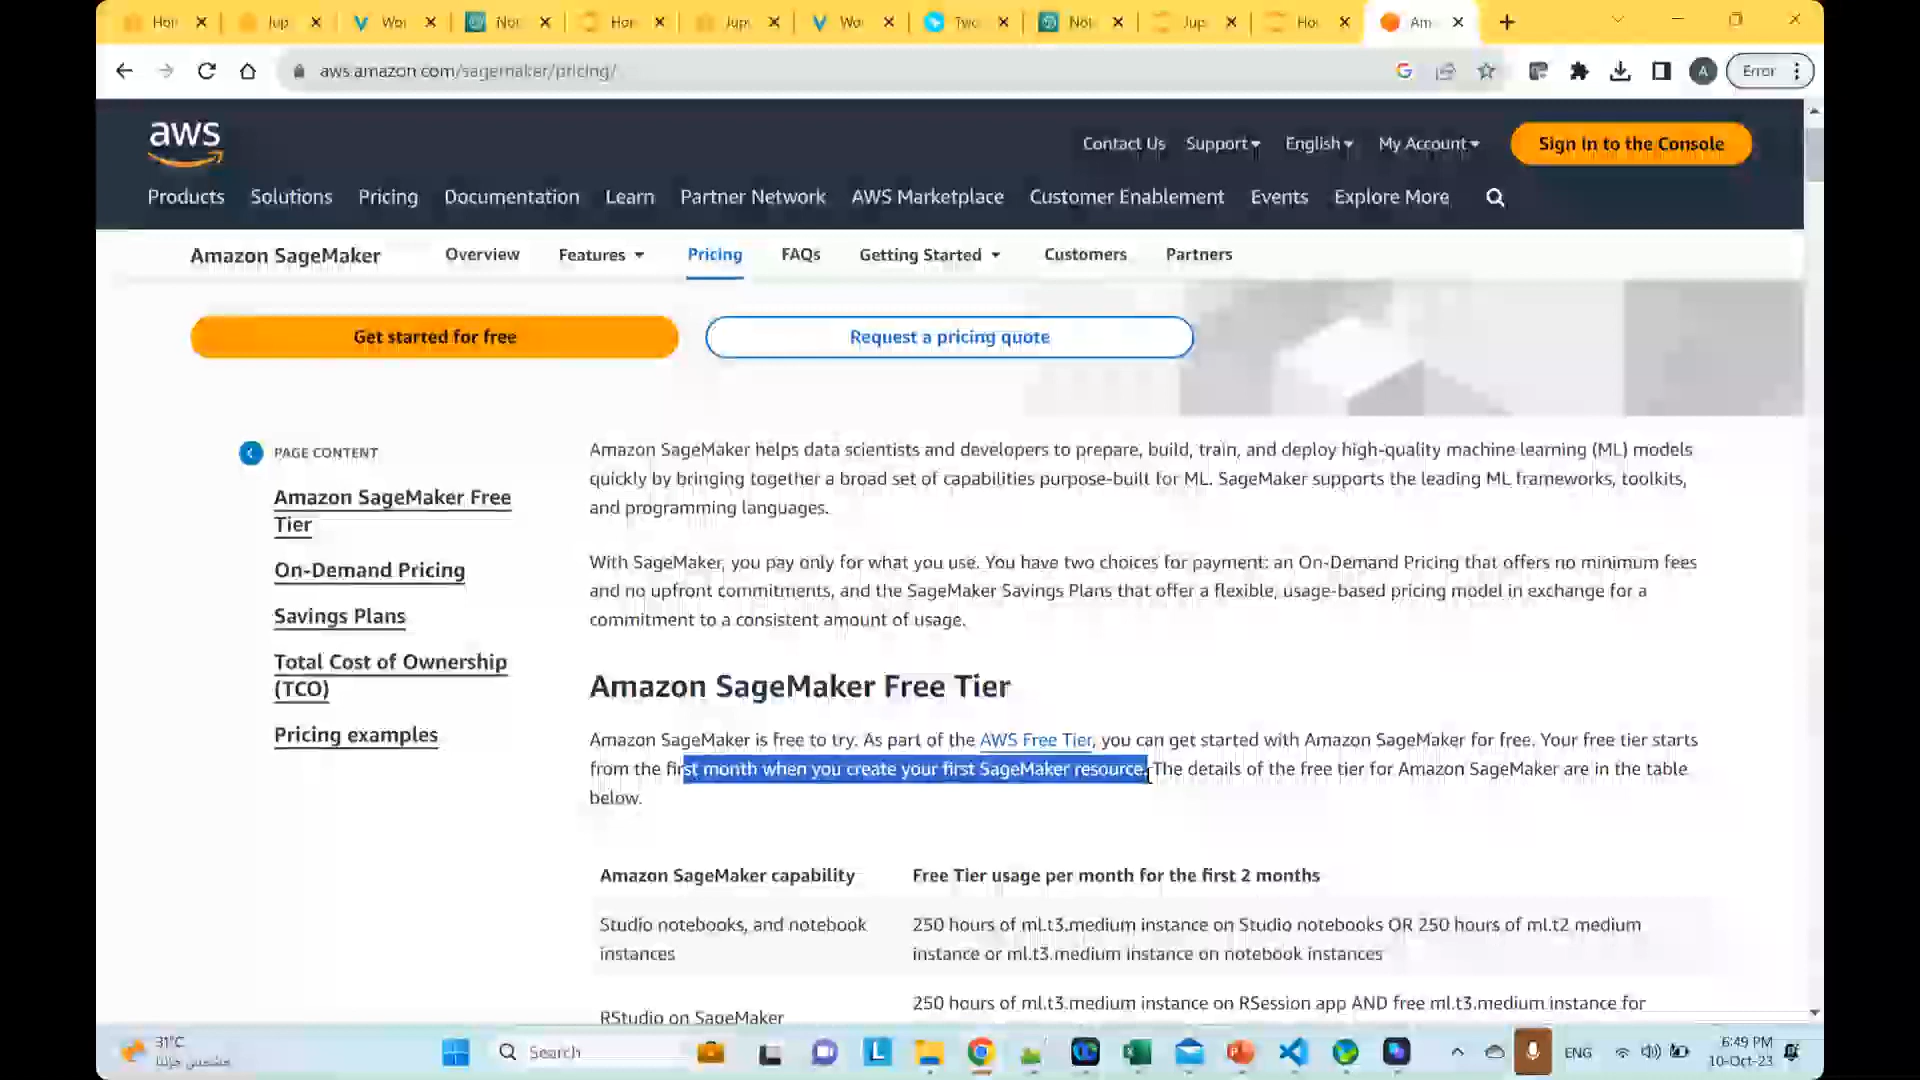 Hor
Jup
Wor
Not
Hor
Jup
Wo
Two
Not
Jup
Hor
Am
aws.amazon.com/sagemaker/pricing/
A
Error
aws
Contact Us Support English My Account Sign In to the Console
Products Solutions Pricing Documentation Learn Partner Network AWS Marketplace Customer Enablement Events Explore More
Amazon SageMaker Overview Features Pricing FAQs Getting Started Customers Partners
Get started for free Request a pricing quote
PAGE CONTENT
Amazon SageMaker Free
Tier
On-Demand Pricing
Savings Plans
Total Cost of Ownership
(TCO)
Pricing examples
Amazon SageMaker helps data scientists and developers to prepare, build, train, and deploy high-quality machine learning (ML) models
quickly by bringing together a broad set of capabilities purpose-built for ML. SageMaker supports the leading ML frameworks, toolkits,
and programming languages.
With SageMaker, you pay only for what you use. You have two choices for payment: an On-Demand Pricing that offers no minimum fees
and no upfront commitments, and the SageMaker Savings Plans that offer a flexible, usage-based pricing model in exchange for a
commitment to a consistent amount of usage.
Amazon SageMaker Free Tier
Amazon SageMaker is free to try. As part of the AWS Free Tier, you can get started with Amazon SageMaker for free. Your free tier starts
from the first month when you create your first SageMaker resource. The details of the free tier for Amazon SageMaker are in the table
below.
Amazon SageMaker capability Free Tier usage per month for the first 2 months
Studio notebooks, and notebook
instances
250 hours of ml.t3.medium instance on Studio notebooks OR 250 hours of ml.t2 medium
instance or ml.t3.medium instance on notebook instances
RStudio on SageMaker
250 hours of ml.t3.medium instance on RSession app AND free ml.t3.medium instance for
31°C
Search
ENG
6:49 PM
10-Oct-23